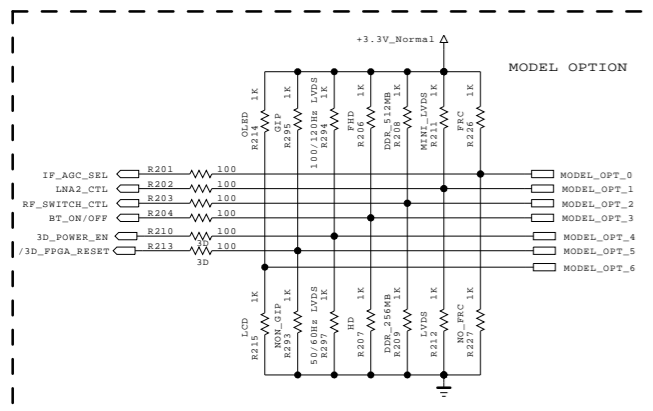 +3.3V_Normal
MODEL OPTION
OLED
R214 1K
GIP
R295 1K
100/120Hz LVDS
R294 1K
FHD
R206 1K
DDR_512MB
R208 1K
MINI_LVDS
R211 1K
FRC
R226 1K
IF_AGC_SEL R201 100 MODEL_OPT_0
LNA2_CTL R202 100 MODEL_OPT_1
RF_SWITCH_CTL R203 100 MODEL_OPT_2
BT_ON/OFF R204 100 MODEL_OPT_3
3D_POWER_EN R210 100 MODEL_OPT_4
3D
/3D_FPGA_RESET R213 100 MODEL_OPT_5
3D
MODEL_OPT_6
LCD
R215 1K
NON_GIP
R293 1K
50/60Hz LVDS
R297 1K
HD
R207 1K
DDR_256MB
R209 1K
LVDS
R212 1K
NO_FRC
R227 1K